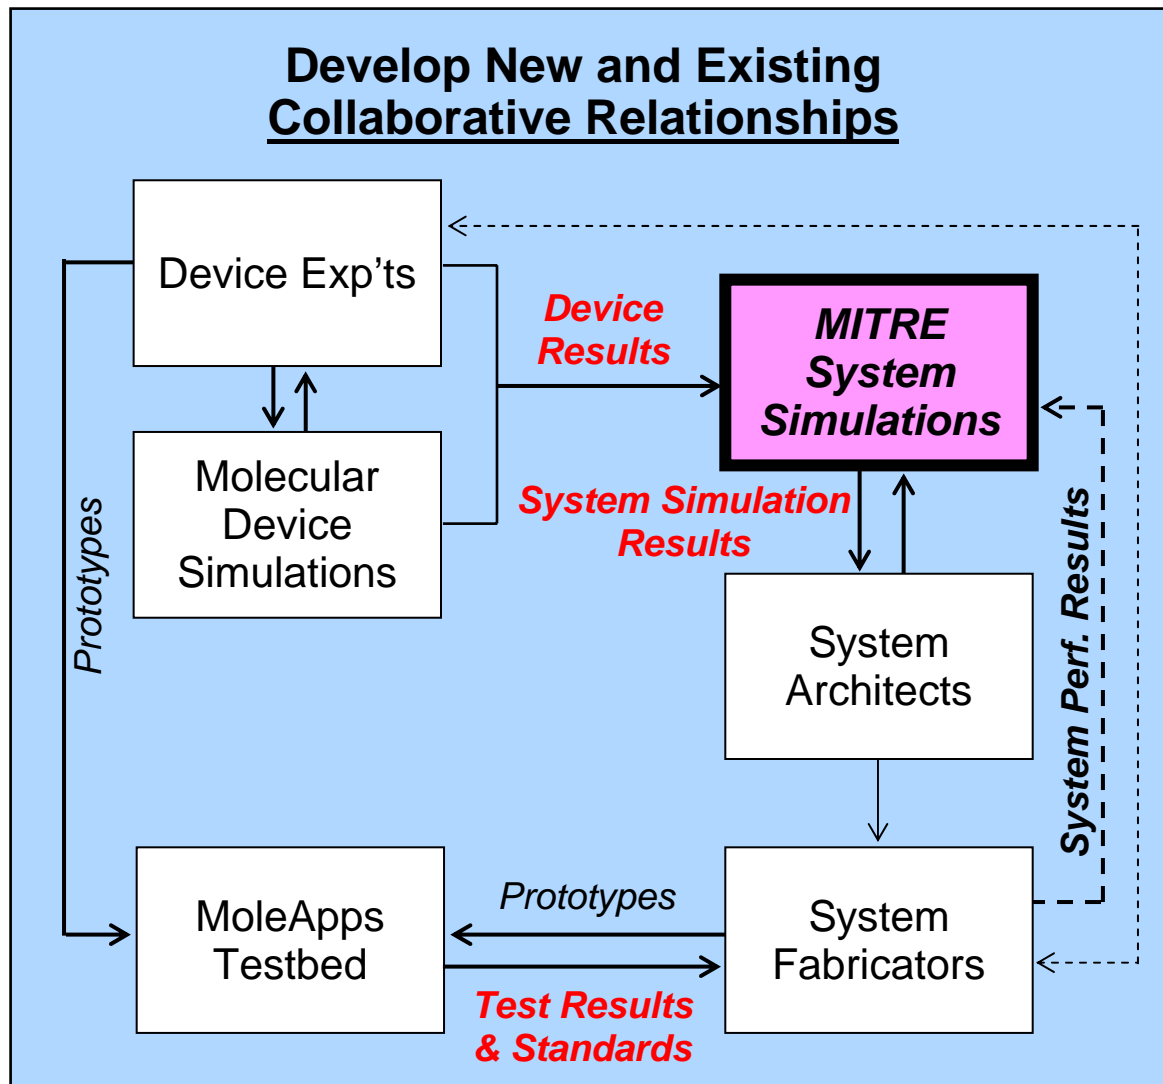 Develop New and Existing
Collaborative Relationships
Device Exp’ts
Device
Results
MITRE
System
Simulations
Molecular
Device
Simulations
System Simulation
Results
Prototypes
System Perf. Results
System
Architects
MoleApps
Testbed
Prototypes
System
Fabricators
Test Results
& Standards